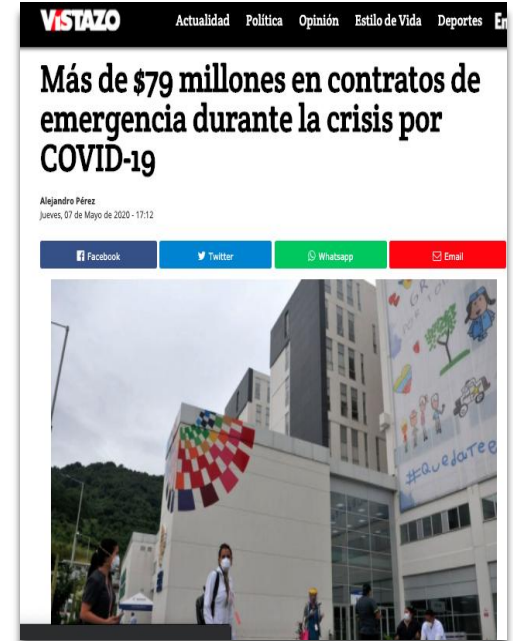 VISTAZO
Actualidad Política Opinión Estilo de Vida Deportes En
Más de $79 millones en contratos de
emergencia durante la crisis por
COVID-19
Alejandro Pérez
Jueves, 07 de Mayo de 2020 - 17:12
Facebook Twitter Whatsapp Email
#QuedaTee